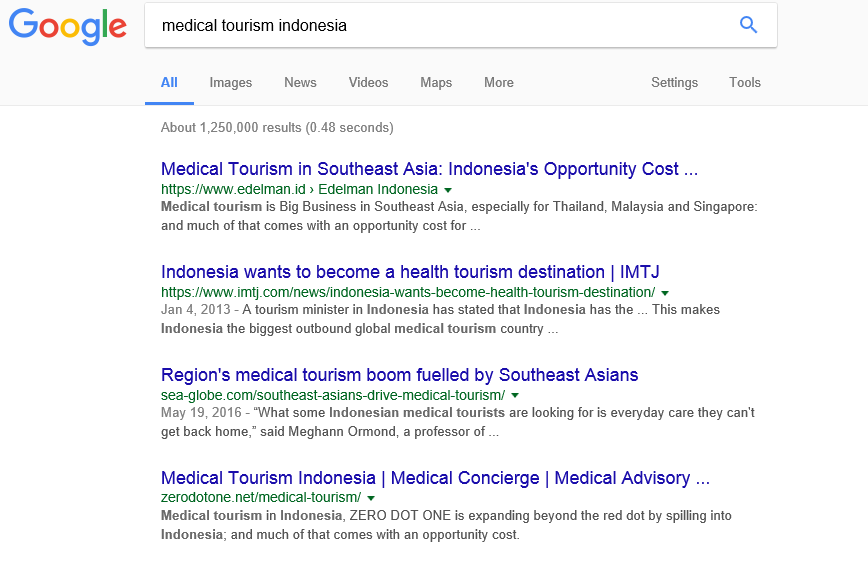 Google
medical tourism indonesia
All Images News Videos Maps More Settings Tools
About 1,250,000 results (0.48 seconds)
Medical Tourism in Southeast Asia: Indonesia's Opportunity Cost ...
https://www.edelman.id › Edelman Indonesia
Medical tourism is Big Business in Southeast Asia, especially for Thailand, Malaysia and Singapore:
and much of that comes with an opportunity cost for ...
Indonesia wants to become a health tourism destination | IMTJ
https://www.imtj.com/news/indonesia-wants-become-health-tourism-destination/
Jan 4, 2013 - A tourism minister in Indonesia has stated that Indonesia has the ... This makes
Indonesia the biggest outbound global medical tourism country ...
Region's medical tourism boom fuelled by Southeast Asians
sea-globe.com/southeast-asians-drive-medical-tourism/
May 19, 2016 - “What some Indonesian medical tourists are looking for is everyday care they can’t
get back home,” said Meghann Ormond, a professor of ...
Medical Tourism Indonesia | Medical Concierge | Medical Advisory ...
zerodotone.net/medical-tourism/
Medical tourism in Indonesia, ZERO DOT ONE is expanding beyond the red dot by spilling into
Indonesia; and much of that comes with an opportunity cost.